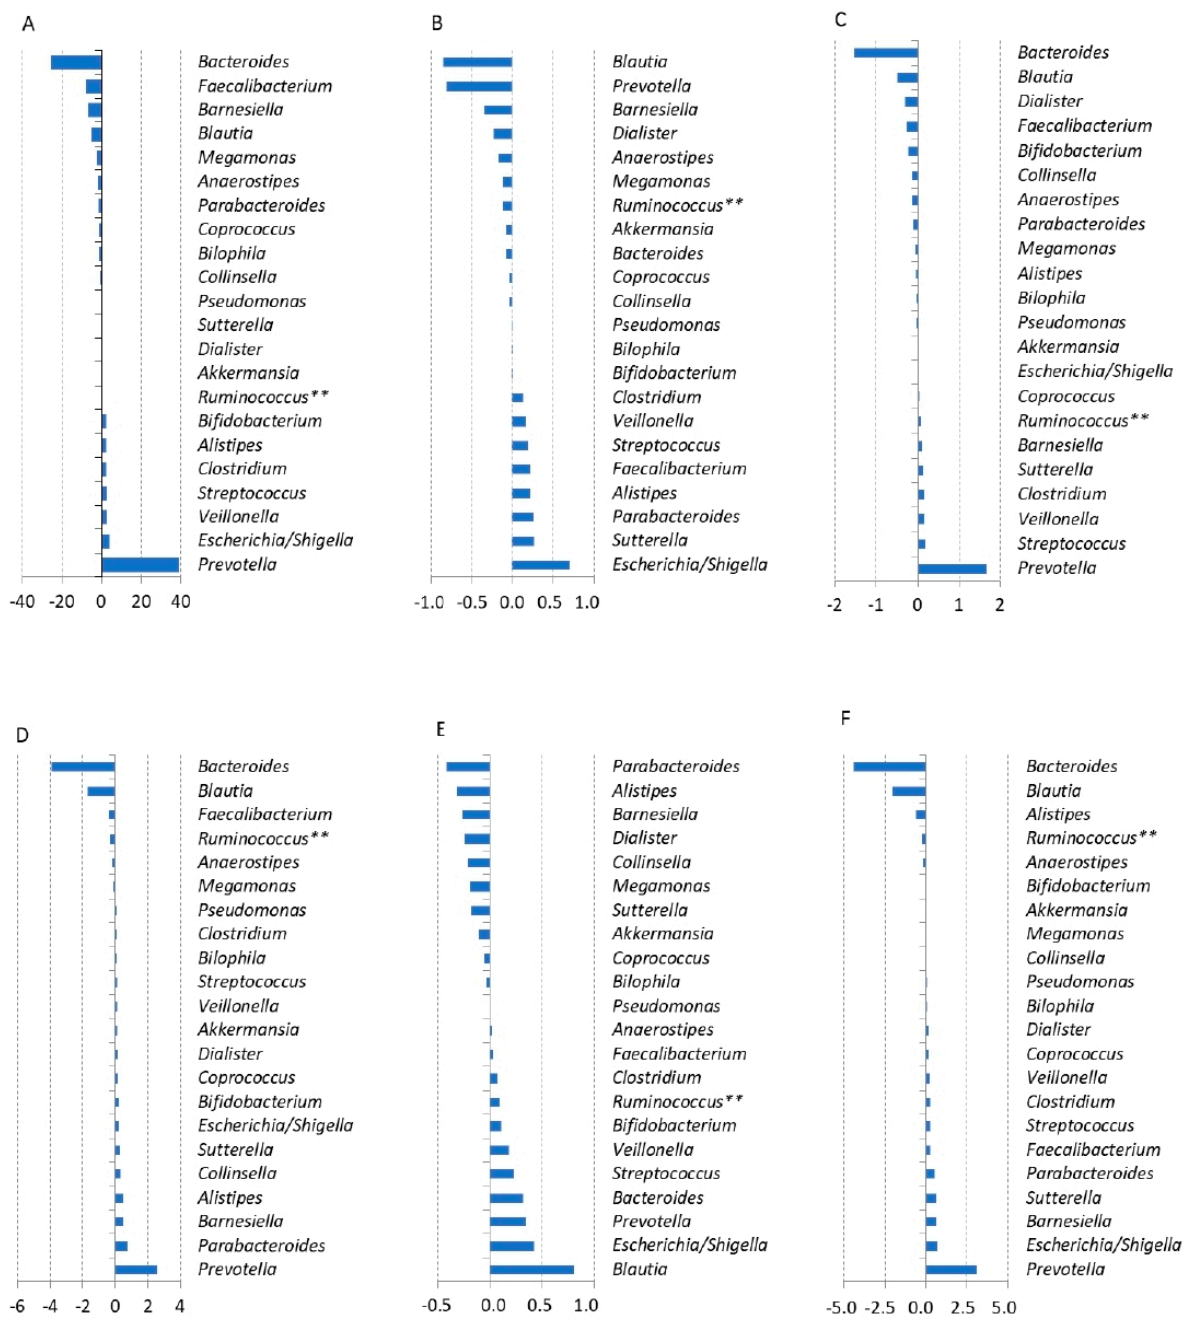 A
Bacteroides
Faecalibacterium
Barnesiella
Blautia
Megamonas
Anaerostipes
Parabacteroides
Coprococcus
Bilophila
Collinsella
Pseudomonas
Sutterella
Dialister
Akkermansia
Ruminococcus**
Bifidobacterium
Alistipes
Clostridium
Streptococcus
Veillonella
Escherichia/Shigella
Prevotella
-40 -20 0 20 40
B
Blautia
Prevotella
Barnesiella
Dialister
Anaerostipes
Megamonas
Ruminococcus**
Akkermansia
Bacteroides
Coprococcus
Collinsella
Pseudomonas
Bilophila
Bifidobacterium
Clostridium
Veillonella
Streptococcus
Faecalibacterium
Alistipes
Parabacteroides
Sutterella
Escherichia/Shigella
-1.0 -0.5 0.0 0.5 1.0
C
Bacteroides
Blautia
Dialister
Faecalibacterium
Bifidobacterium
Collinsella
Anaerostipes
Parabacteroides
Megamonas
Alistipes
Bilophila
Pseudomonas
Akkermansia
Escherichia/Shigella
Coprococcus
Ruminococcus**
Barnesiella
Sutterella
Clostridium
Veillonella
Streptococcus
Prevotella
-2 -1 0 1 2
D
Bacteroides
Blautia
Faecalibacterium
Ruminococcus**
Anaerostipes
Megamonas
Pseudomonas
Clostridium
Bilophila
Streptococcus
Veillonella
Akkermansia
Dialister
Coprococcus
Bifidobacterium
Escherichia/Shigella
Sutterella
Collinsella
Alistipes
Barnesiella
Parabacteroides
Prevotella
-6 -4 -2 0 2 4
E
Parabacteroides
Alistipes
Barnesiella
Dialister
Collinsella
Megamonas
Sutterella
Akkermansia
Coprococcus
Bilophila
Pseudomonas
Anaerostipes
Faecalibacterium
Clostridium
Ruminococcus**
Bifidobacterium
Veillonella
Streptococcus
Bacteroides
Prevotella
Escherichia/Shigella
Blautia
-0.5 0.0 0.5 1.0
F
Bacteroides
Blautia
Alistipes
Ruminococcus**
Anaerostipes
Bifidobacterium
Akkermansia
Megamonas
Collinsella
Pseudomonas
Bilophila
Dialister
Coprococcus
Veillonella
Clostridium
Streptococcus
Faecalibacterium
Parabacteroides
Sutterella
Barnesiella
Escherichia/Shigella
Prevotella
-5.0 -2.5 0.0 2.5 5.0